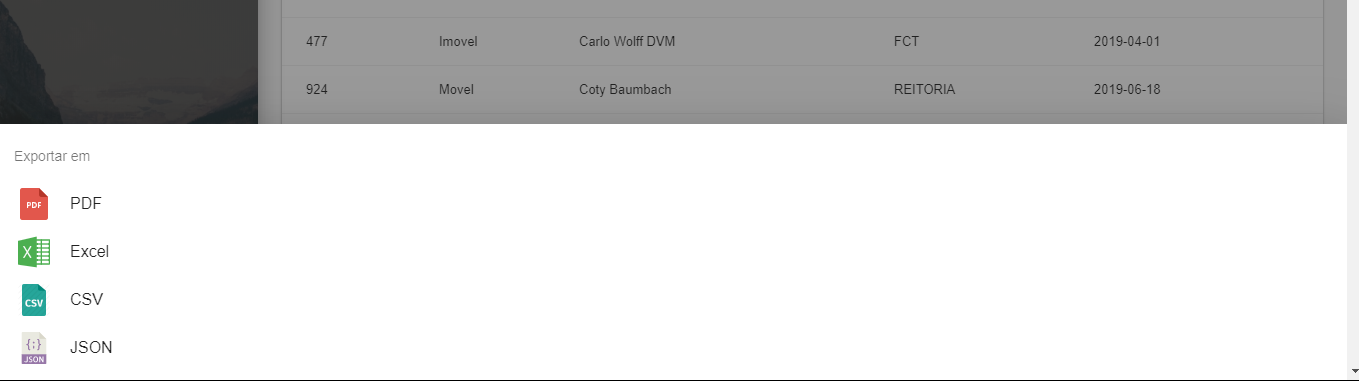 477 Imovel Carlo Wolff DVM FCT 2019-04-01
924 Movel Coty Baumbach REITORIA 2019-06-18
Exportar em
PDF PDF
X Excel
CSV CSV
{;}
JSON JSON